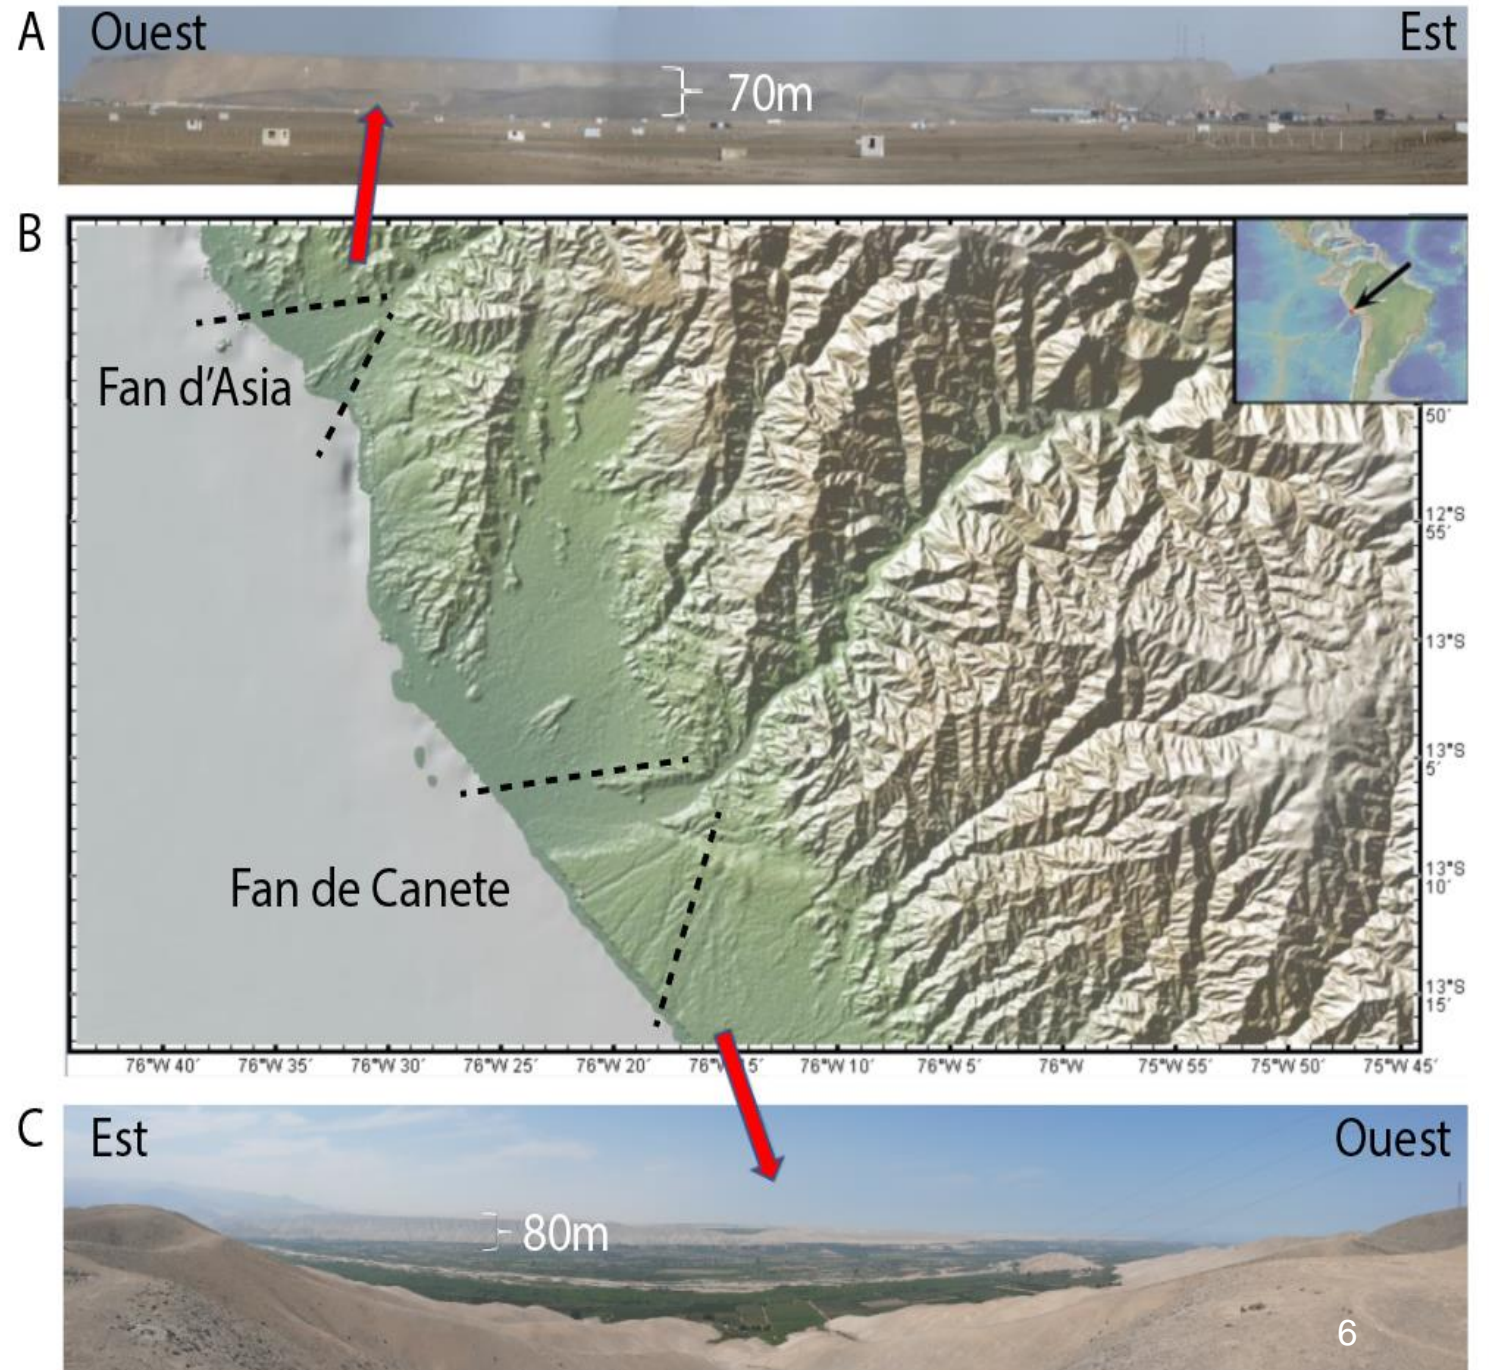 A
Ouest
Est
70m
B
Fan d’Asia
Fan de Canete
50′
12°S
55′
13°S
13°S
5′
13°S
10′
13°S
15′
76°W 40′
76°W 35′
76°W 30′
76°W 25′
76°W 20′
76°W 10′
76°W 5′
76°W
75°W 55′
75°W 50′
75°W 45′
C
Est
Ouest
80m
6